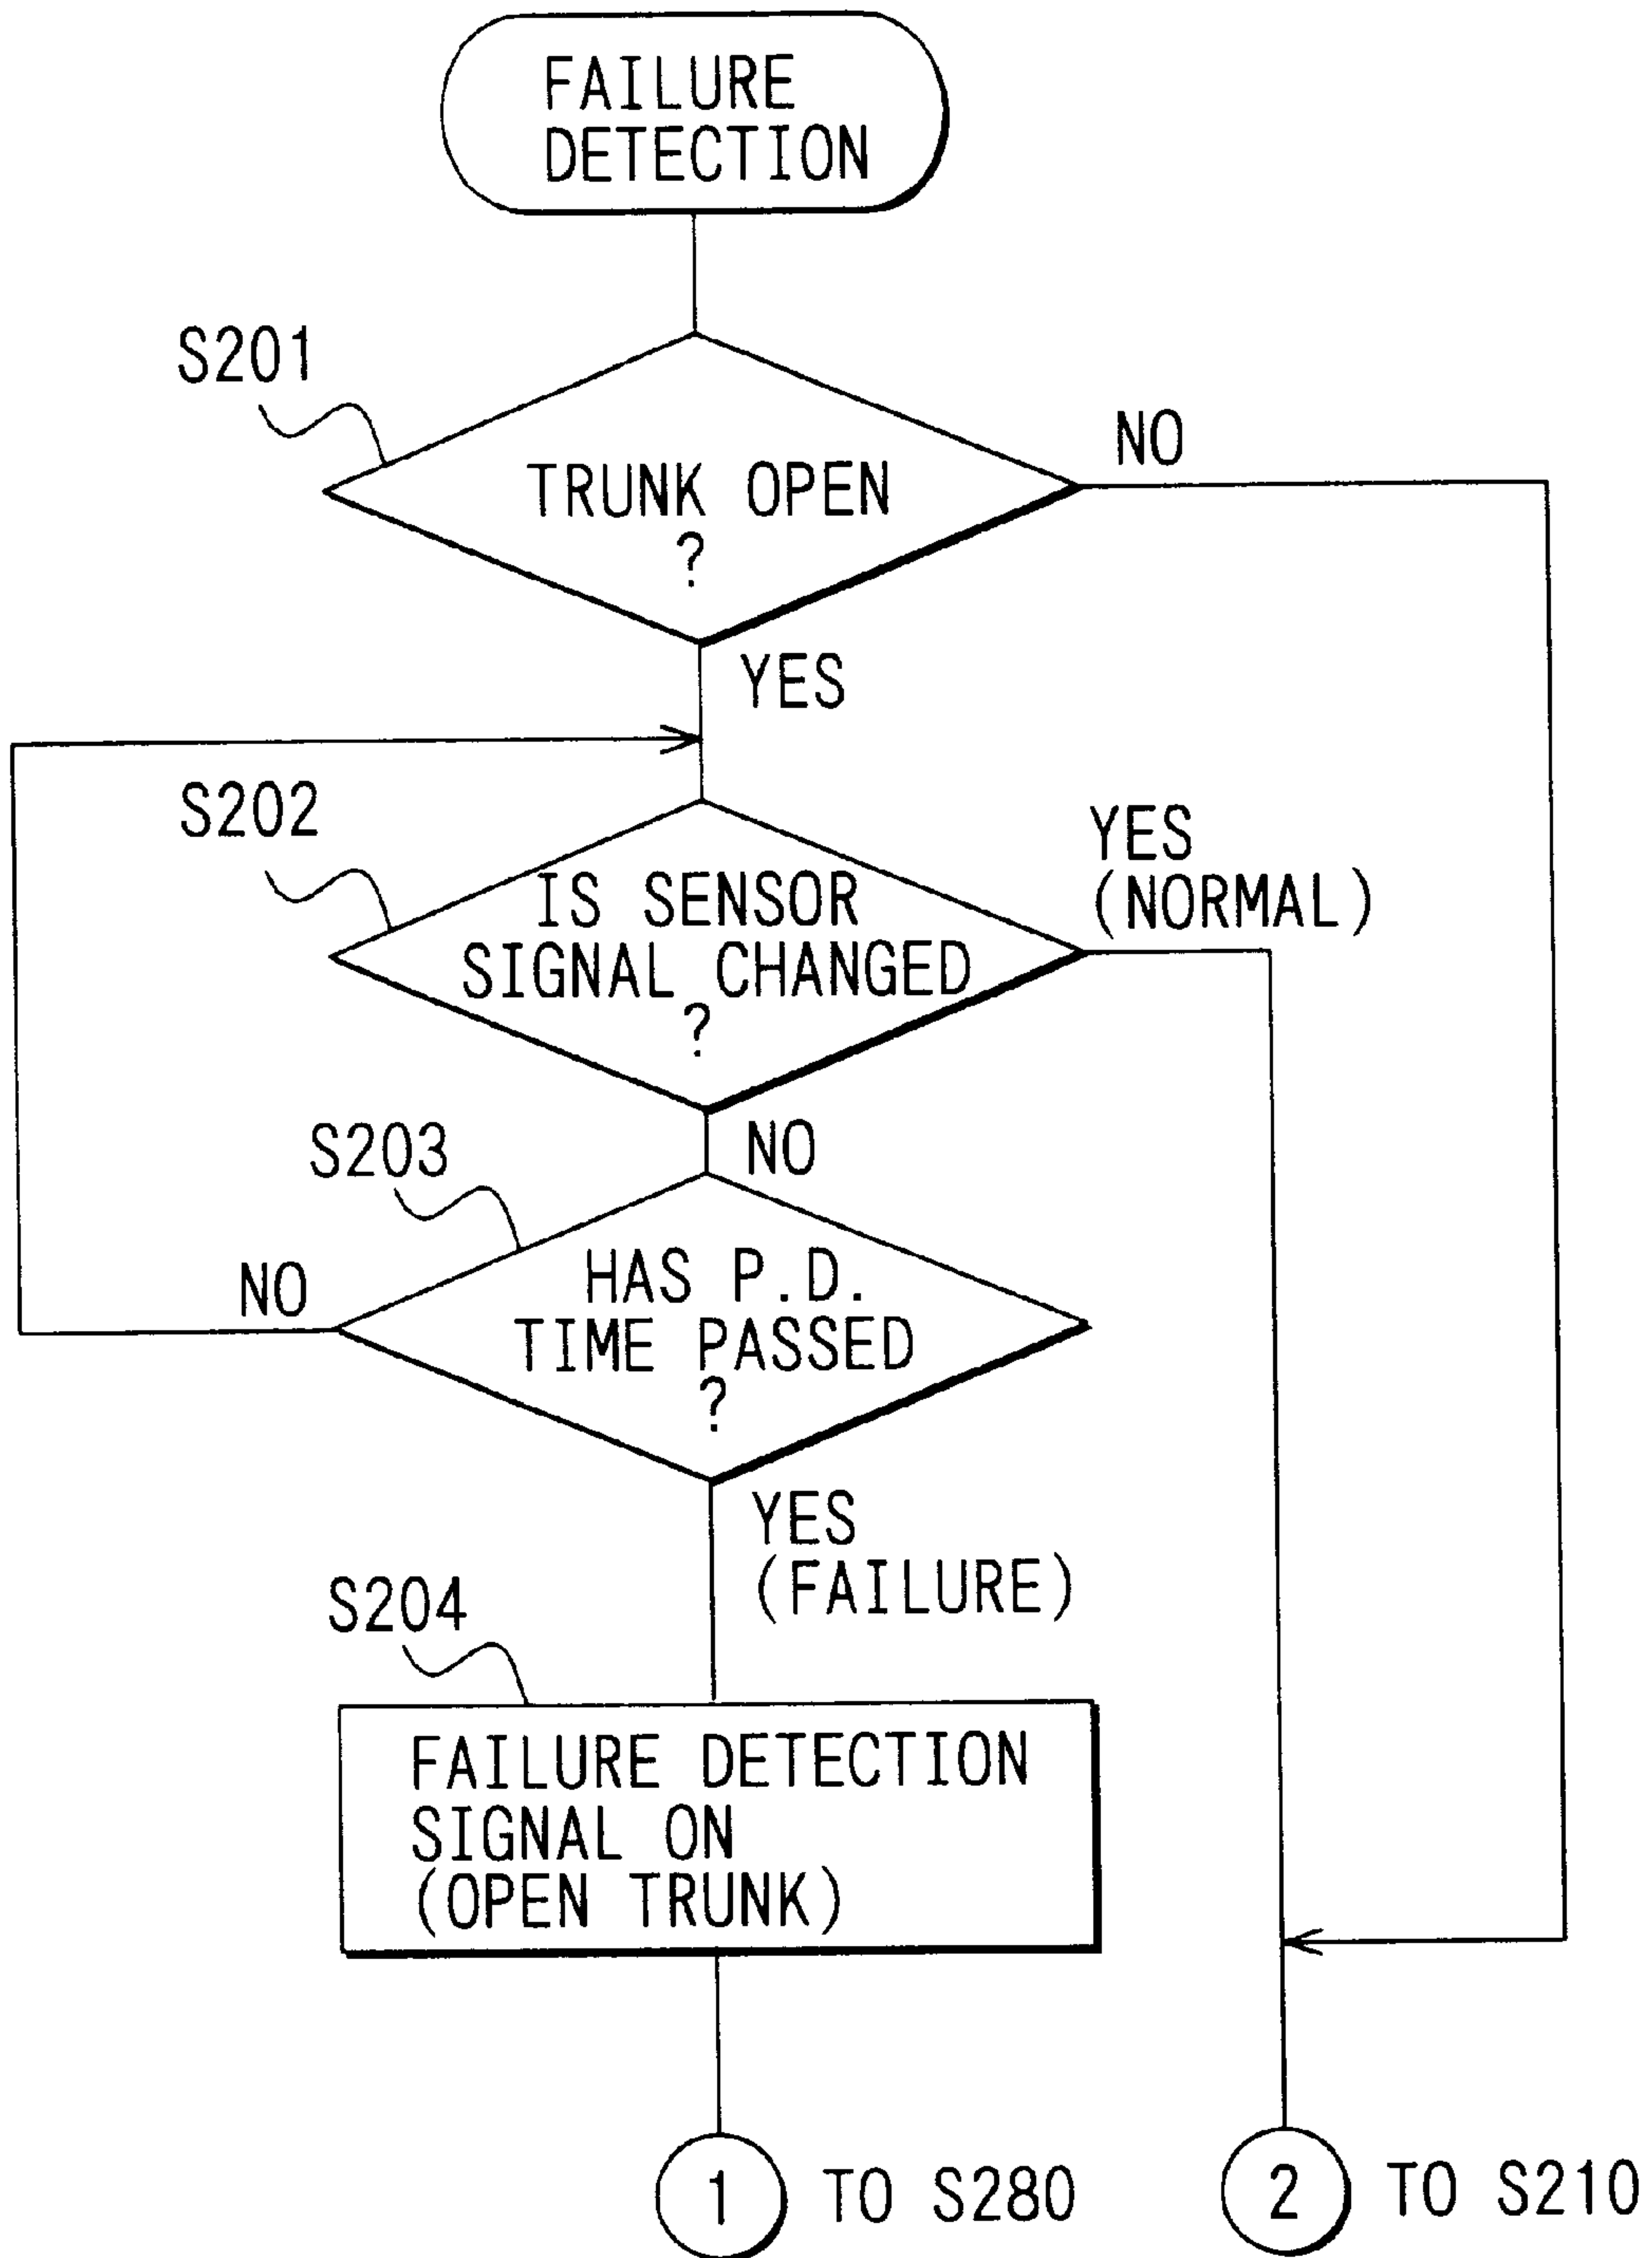 FAILURE
DETECTION
S201
TRUNK OPEN
?
NO
YES
S202
IS SENSOR
SIGNAL CHANGED
?
YES
(NORMAL)
NO
S203
HAS P.D.
TIME PASSED
?
NO
YES
(FAILURE)
S204
FAILURE DETECTION
SIGNAL ON
(OPEN TRUNK)
1 TO S280
2 TO S210